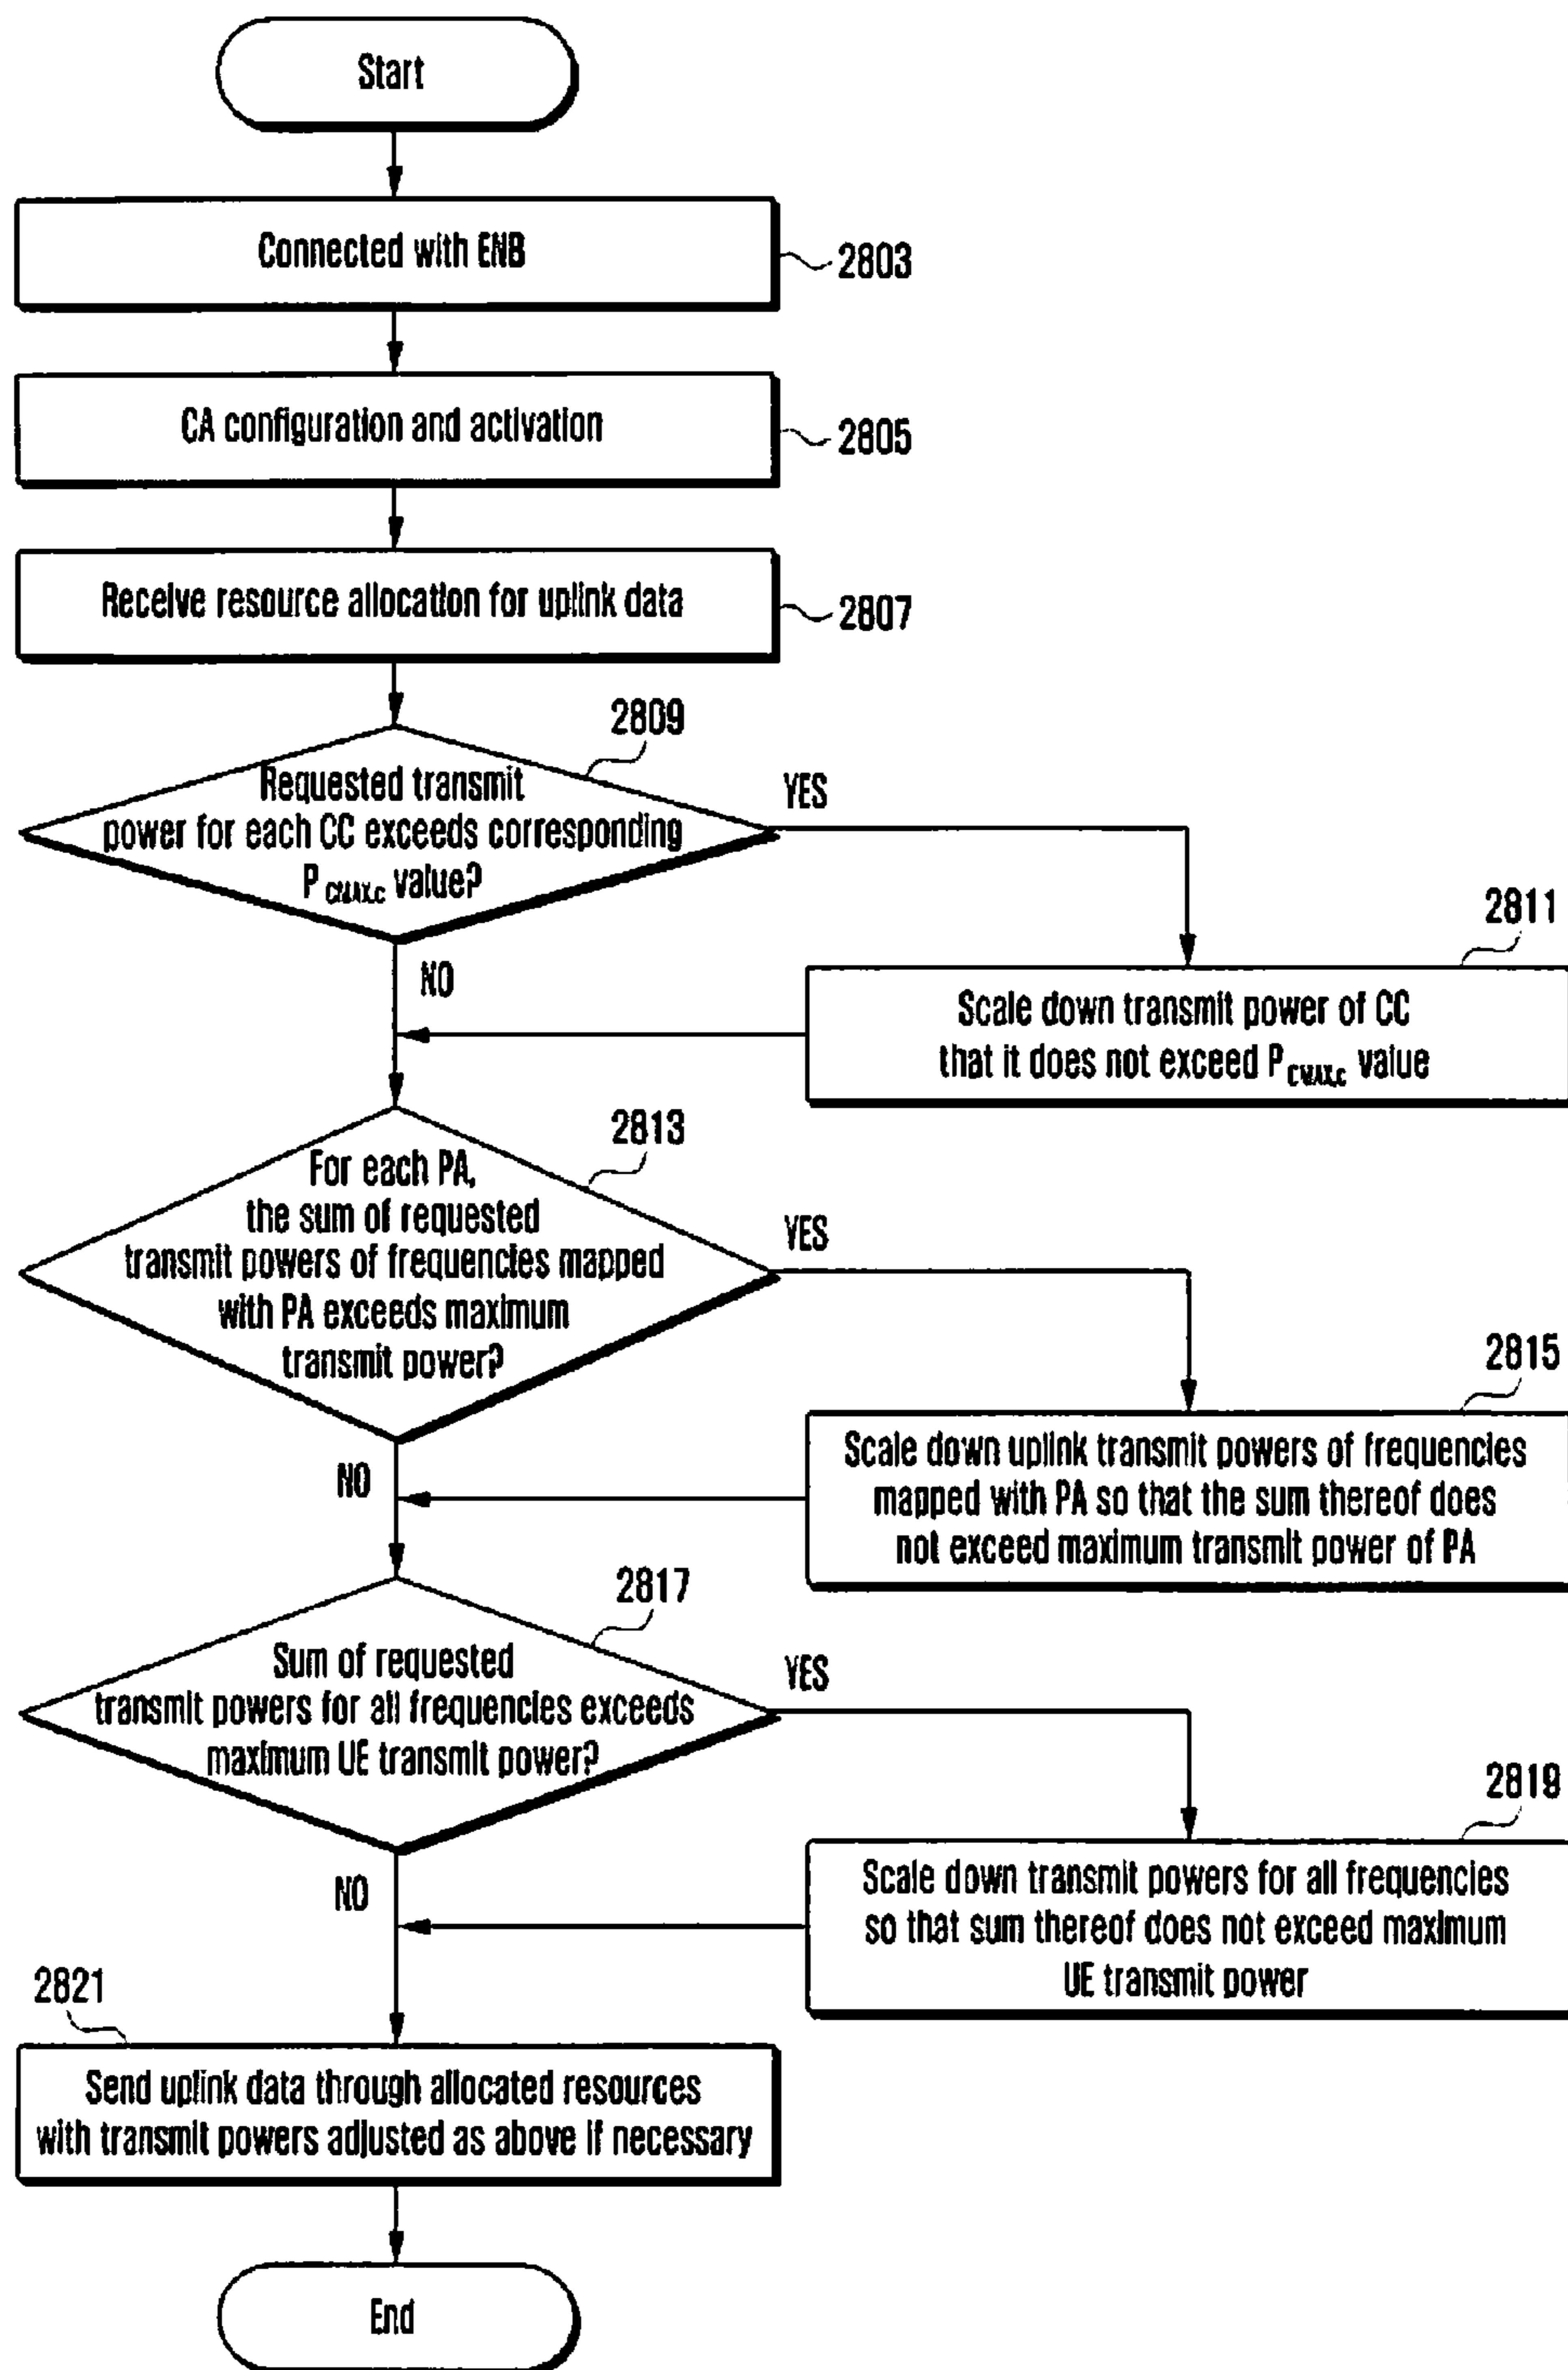 Start
Connected with ENB
2803
CA configuration and activation
2805
Receive resource allocation for uplink data
2807
2809
Requested transmit
power for each CC exceeds corresponding
P CMAX,c value?
YES
NO
2811
Scale down transmit power of CC
that it does not exceed P CMAX,c value
2813
For each PA,
the sum of requested
transmit powers of frequencies mapped
with PA exceeds maximum
transmit power?
YES
NO
2815
Scale down uplink transmit powers of frequencies
mapped with PA so that the sum thereof does
not exceed maximum transmit power of PA
2817
Sum of requested
transmit powers for all frequencies exceeds
maximum UE transmit power?
YES
NO
2819
Scale down transmit powers for all frequencies
so that sum thereof does not exceed maximum
UE transmit power
2821
Send uplink data through allocated resources
with transmit powers adjusted as above if necessary
End